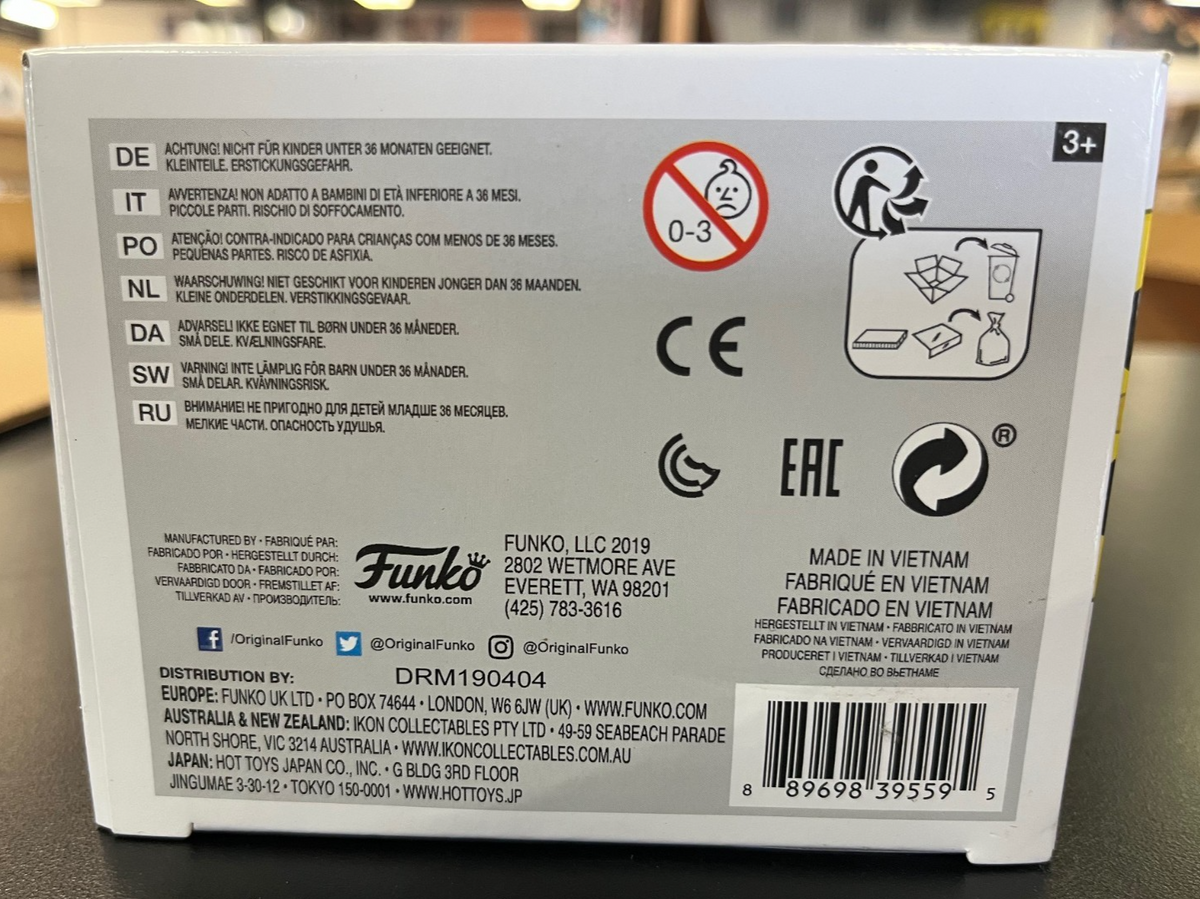 3+
DE
ACHTUNG! NICHT FÜR KINDER UNTER 36 MONATEN GEEIGNET.
KLEINTEILE. ERSTICKUNGSGEFAHR.
IT
AVVERTENZA! NON ADATTO A BAMBINI DI ETÀ INFERIORE A 36 MESI.
PICCOLE PARTI. RISCHIO DI SOFFOCAMENTO.
PO
ATENÇÃO! CONTRA-INDICADO PARA CRIANÇAS COM MENOS DE 36 MESES.
PEQUENAS PARTES. RISCO DE ASFIXIA.
NL
WAARSCHUWING! NIET GESCHIKT VOOR KINDEREN JONGER DAN 36 MAANDEN.
KLEINE ONDERDELEN. VERSTIKKINGSGEVAAR.
DA
ADVARSEL! IKKE EGNET TIL BØRN UNDER 36 MÅNEDER.
SMÅ DELE. KVÆLNINGSFARE.
SW
VARNING! INTE LÄMPLIG FÖR BARN UNDER 36 MÅNADER.
SMÅ DELAR. KVÄVNINGSRISK.
RU
ВНИМАНИЕ! НЕ ПРИГОДНО ДЛЯ ДЕТЕЙ МЛАДШЕ 36 МЕСЯЦЕВ.
МЕЛКИЕ ЧАСТИ. ОПАСНОСТЬ УДУШЬЯ.
0-3
CE
EAC
®
MANUFACTURED BY • FABRIQUÉ PAR:
FABRICADO POR • HERGESTELLT DURCH:
FABBRICATO DA • FABRICADO POR:
VERVAARDIGD DOOR • FREMSTILLET AF:
TILLVERKAD AV • ПРОИЗВОДИТЕЛЬ:
Funko
www.funko.com
FUNKO, LLC 2019
2802 WETMORE AVE
EVERETT, WA 98201
(425) 783-3616
f /OriginalFunko @OriginalFunko @OriginalFunko
MADE IN VIETNAM
FABRIQUÉ EN VIETNAM
FABRICADO EN VIETNAM
HERGESTELLT IN VIETNAM • FABBRICATO IN VIETNAM
FABRICADO NA VIETNAM • VERVAARDIGD IN VIETNAM
PRODUCERET I VIETNAM • TILLVERKAD I VIETNAM
СДЕЛАНО ВО ВЬЕТНАМЕ
DISTRIBUTION BY: DRM190404
EUROPE: FUNKO UK LTD • PO BOX 74644 • LONDON, W6 6JW (UK) • WWW.FUNKO.COM
AUSTRALIA & NEW ZEALAND: IKON COLLECTABLES PTY LTD • 49-59 SEABEACH PARADE
NORTH SHORE, VIC 3214 AUSTRALIA • WWW.IKONCOLLECTABLES.COM.AU
JAPAN: HOT TOYS JAPAN CO., INC. • G BLDG 3RD FLOOR
JINGUMAE 3-30-12 • TOKYO 150-0001 • WWW.HOTTOYS.JP
8 89698 39559 5